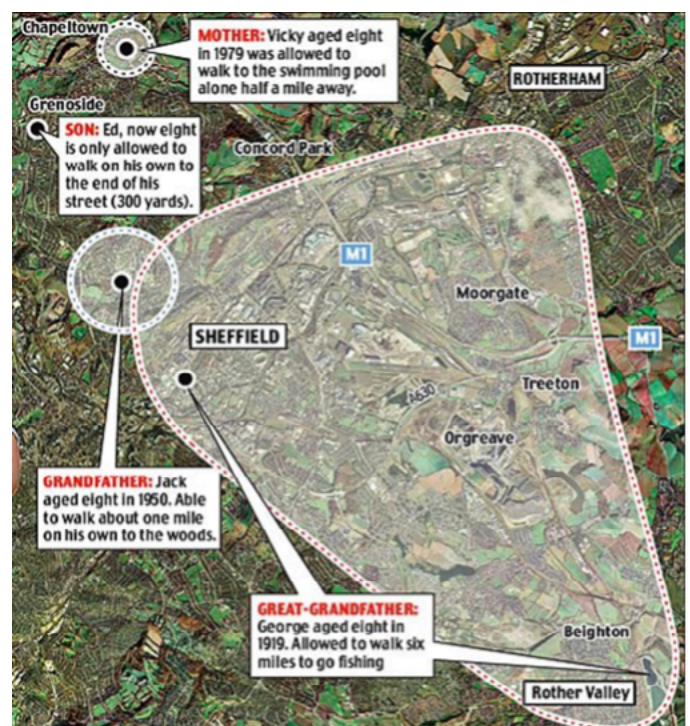 Chapeltown
MOTHER: Vicky aged eight
in 1979 was allowed to
walk to the swimming pool
alone half a mile away.
ROTHERHAM
Grenoside
SON: Ed, now eight
is only allowed to
walk on his own to
the end of his
street (300 yards).
Concord Park
M1
Moorgate
SHEFFIELD
M1
Treeton
A630
Orgreave
GRANDFATHER: Jack
aged eight in 1950. Able
to walk about one mile
on his own to the woods.
GREAT-GRANDFATHER:
George aged eight in
1919. Allowed to walk six
miles to go fishing
Beighton
Rother Valley